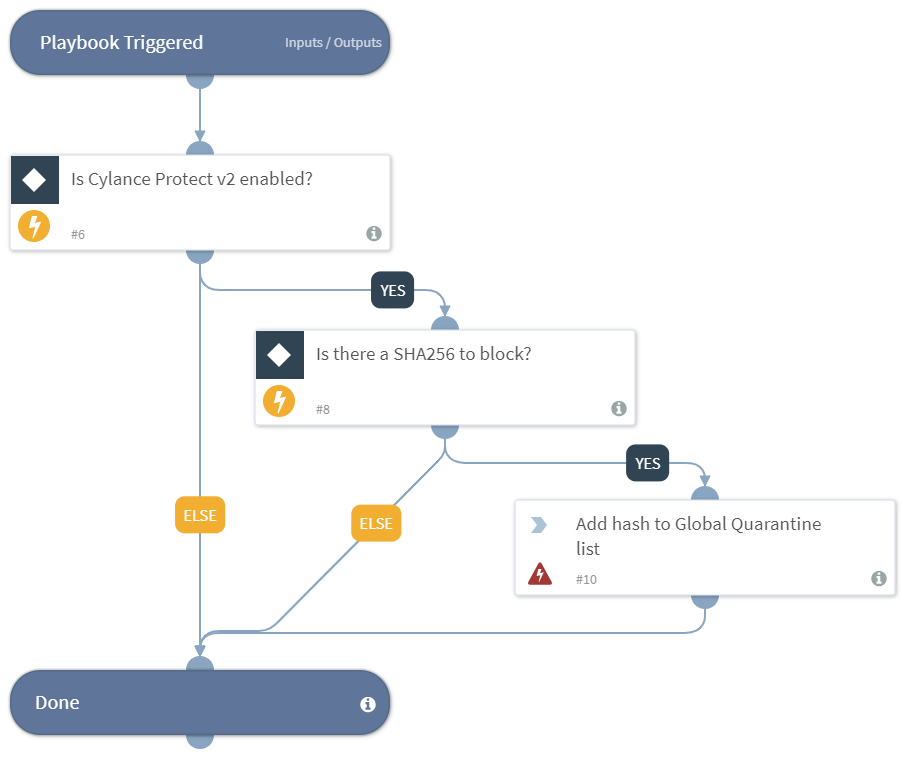 Playbook Triggered
Inputs / Outputs
Is Cylance Protect v2 enabled?
#6
YES
Is there a SHA256 to block?
#8
YES
ELSE
ELSE
Add hash to Global Quarantine
list
#10
Done